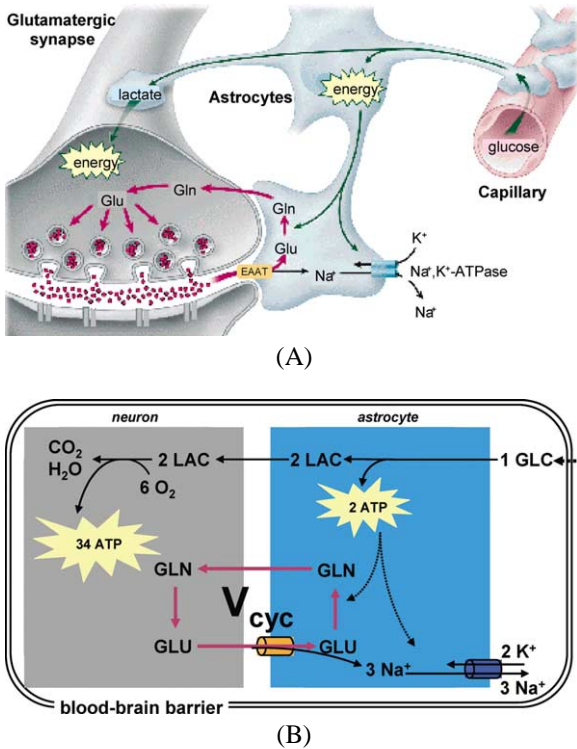 Glutamatergic
synapse
lactate
Astrocytes
energy
energy
glucose
Capillary
Gln
Gln
Glu
Glu
EAAT
Na⁺
K⁺
Na⁺,K⁺-ATPase
Na⁺
(A)
neuron
astrocyte
CO₂
H₂O
2 LAC
2 LAC
1 GLC
6 O₂
34 ATP
2 ATP
GLN
GLN
Vcyc
GLU
GLU
3 Na⁺
2 K⁺
3 Na⁺
blood-brain barrier
(B)